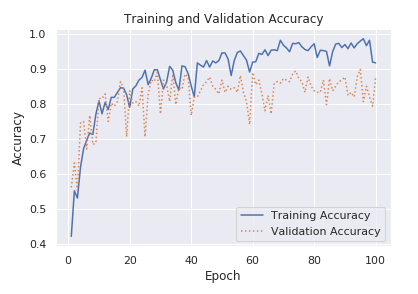 Training and Validation Accuracy
1.0
0.9
0.8
0.7
0.6
0.5
0.4
Accuracy
0 20 40 60 80 100
Epoch
Training Accuracy
Validation Accuracy